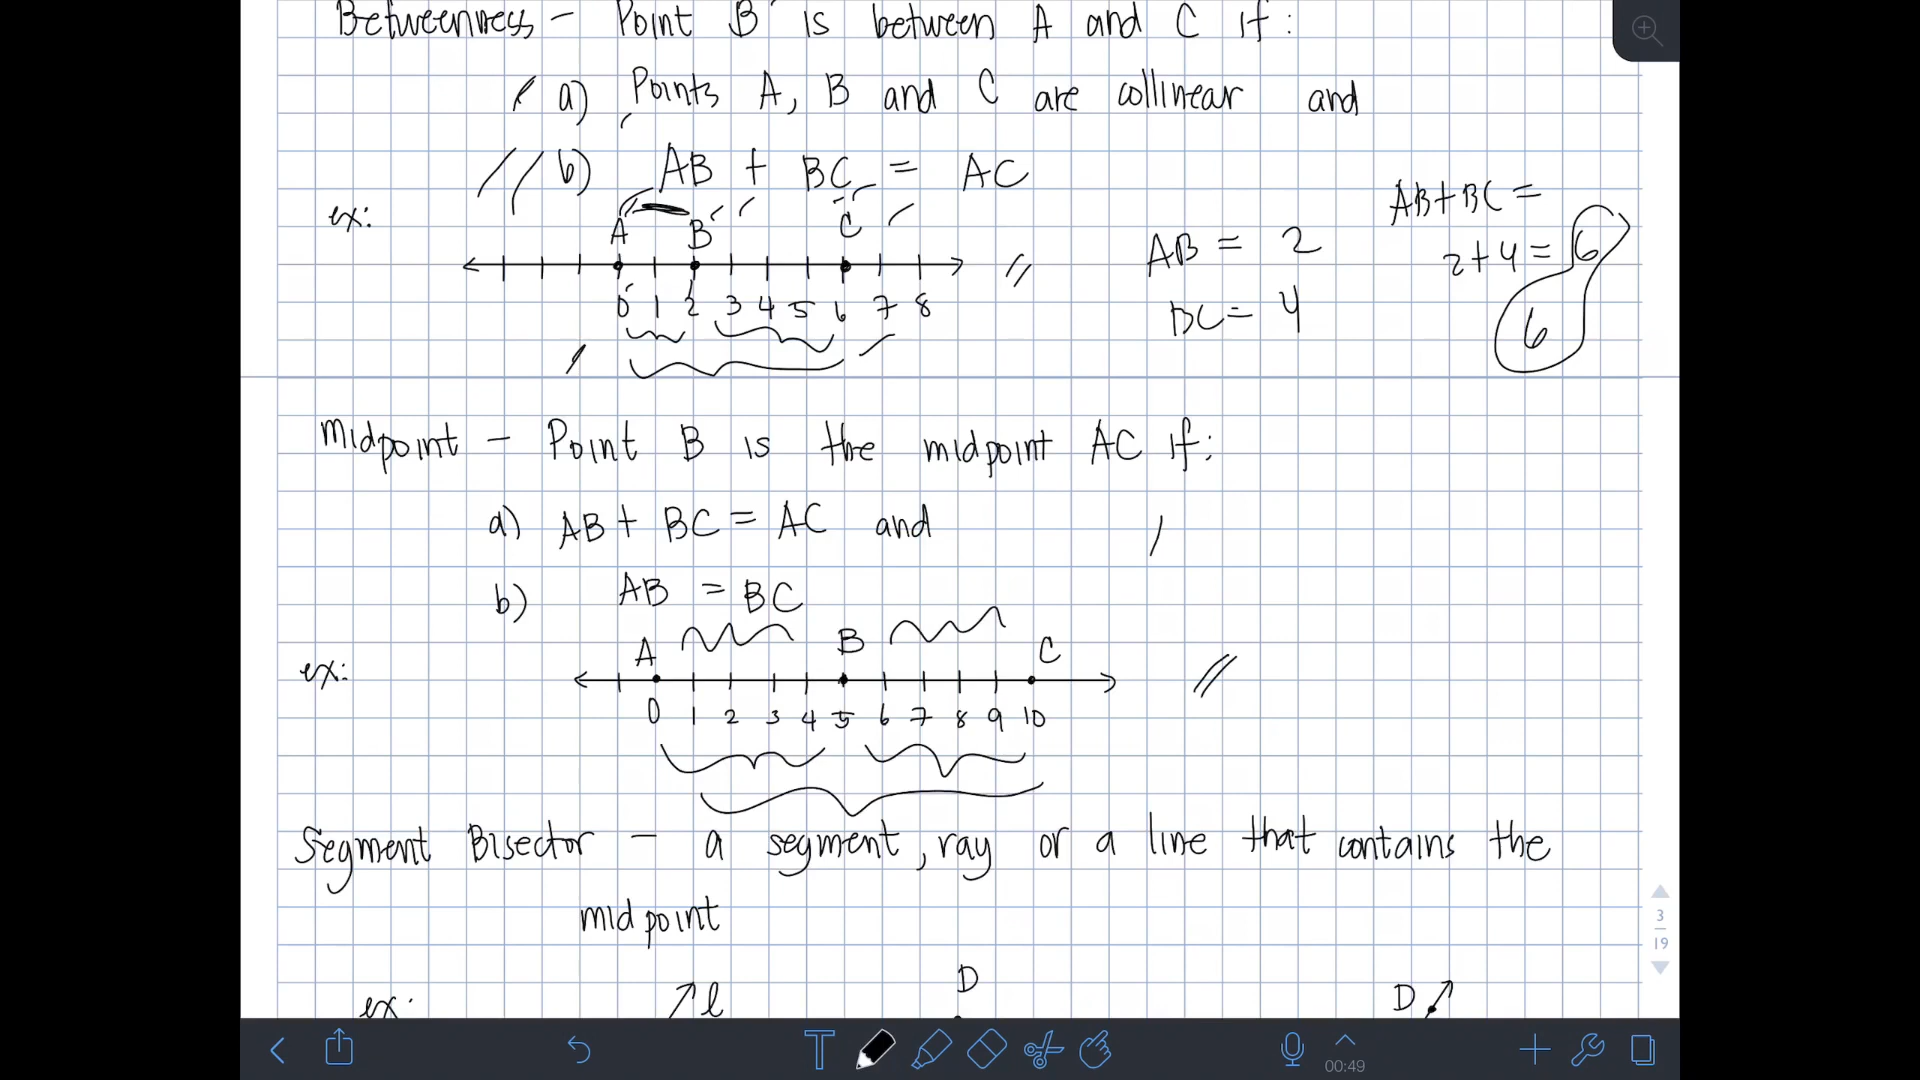 Betweenness - Point B is between A and C if:
a) Points A, B and C are collinear and
b) AB + BC = AC
AB + BC =
ex:
A B C
AB = 2
2 + 4 = 6
0 1 2 3 4 5 6 7 8
BC = 4
6
Midpoint - Point B is the midpoint AC if:
a) AB + BC = AC and
b) AB = BC
A B C
ex:
0 1 2 3 4 5 6 7 8 9 10
Segment Bisector - a segment, ray or a line that contains the
midpoint
3
19
D
ex: l D
T
00:49